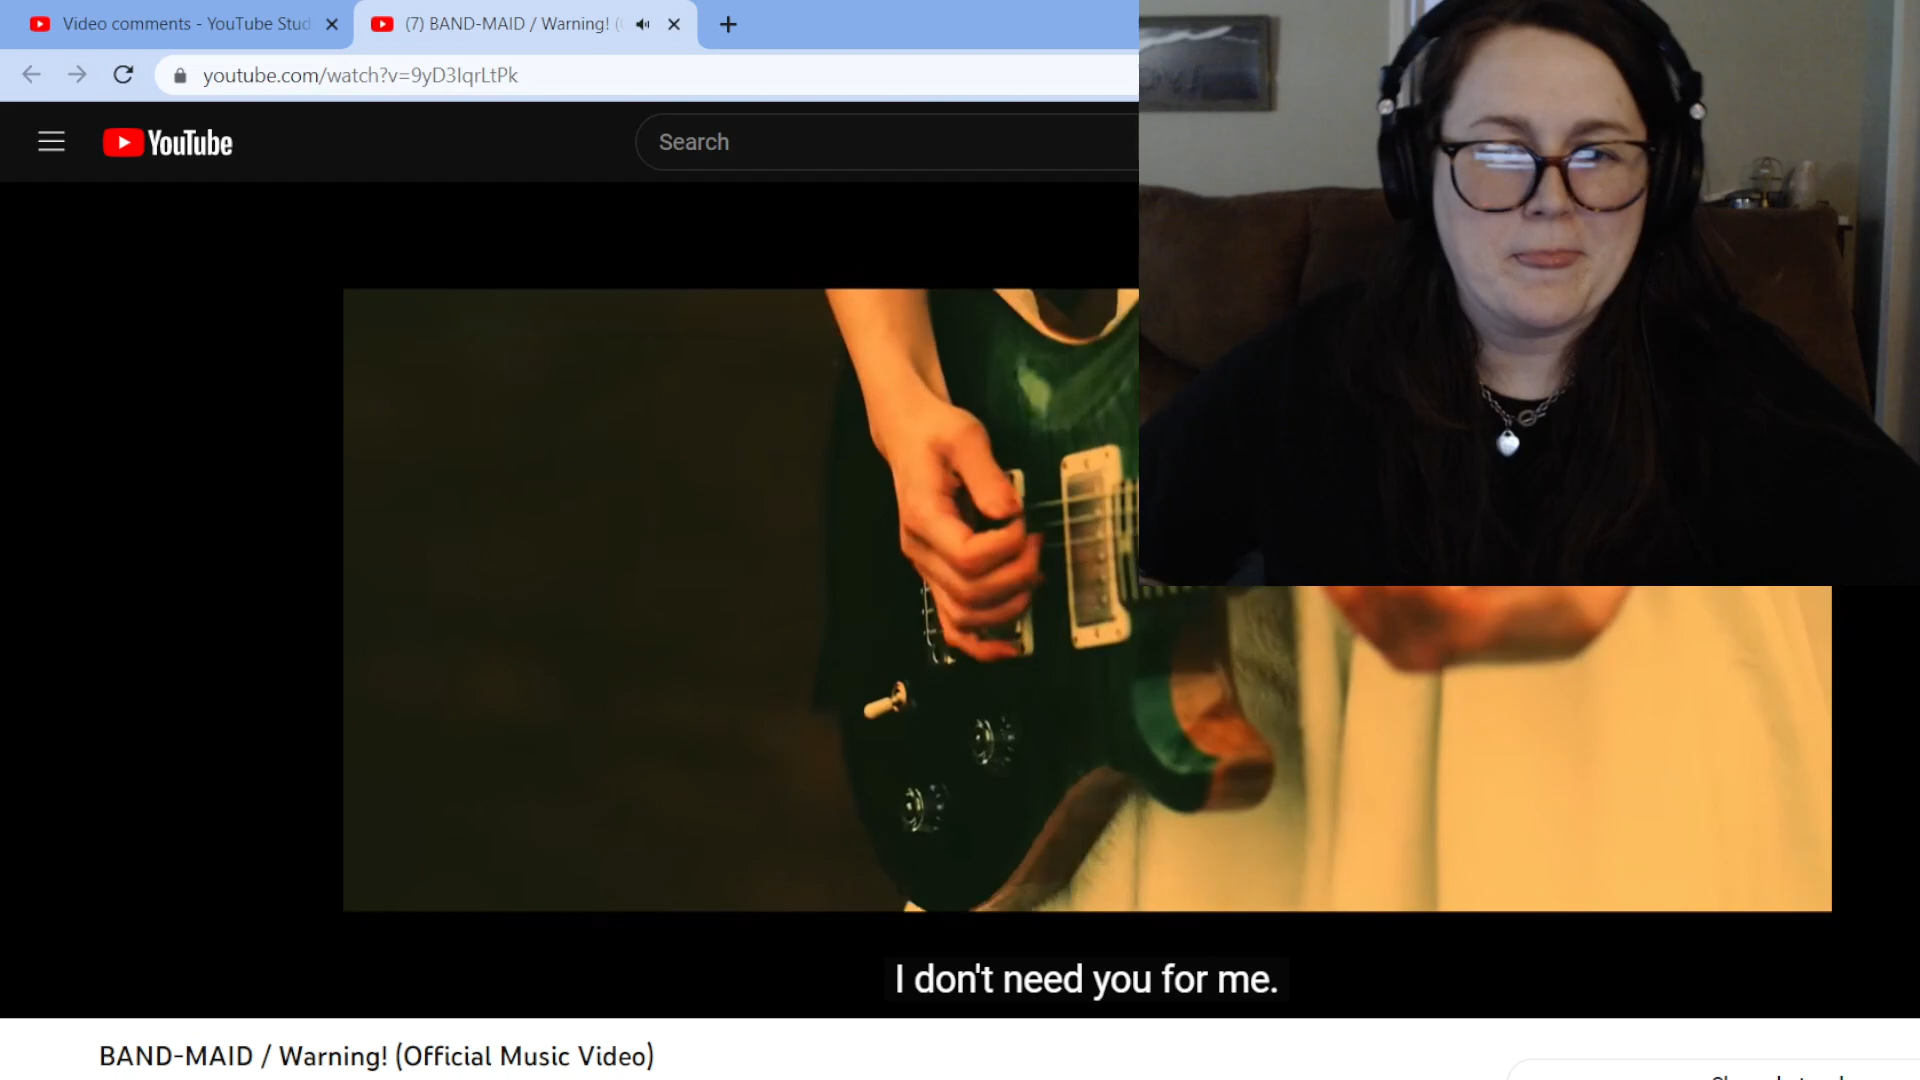 Video comments - YouTube Stud
(7) BAND-MAID / Warning! (
youtube.com/watch?v=9yD3IqrLtPk
YouTube
Search
I don't need you for me.
BAND-MAID / Warning! (Official Music Video)